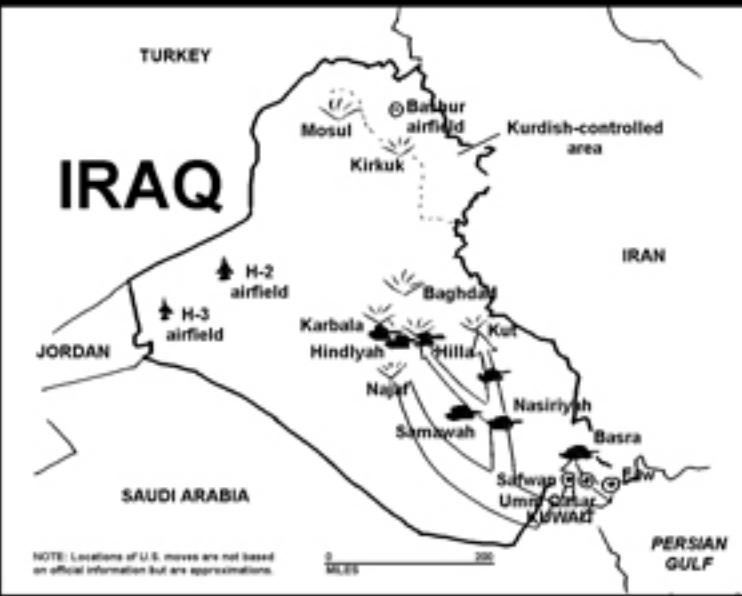 TURKEY
Bashur
airfield
Mosul
Kurdish-controlled
area
Kirkuk
IRAQ
IRAN
H-2
airfield
Baghdad
H-3
airfield
Karbala
Kut
JORDAN
Hindiyah
Hilla
Najaf
Nasiriyah
Samawah
Basra
Safwan
Faw
Umm Qasar
KUWAIT
SAUDI ARABIA
PERSIAN
GULF
NOTE: Locations of U.S. moves are not based
on official information but are approximations.
0 200
MILES